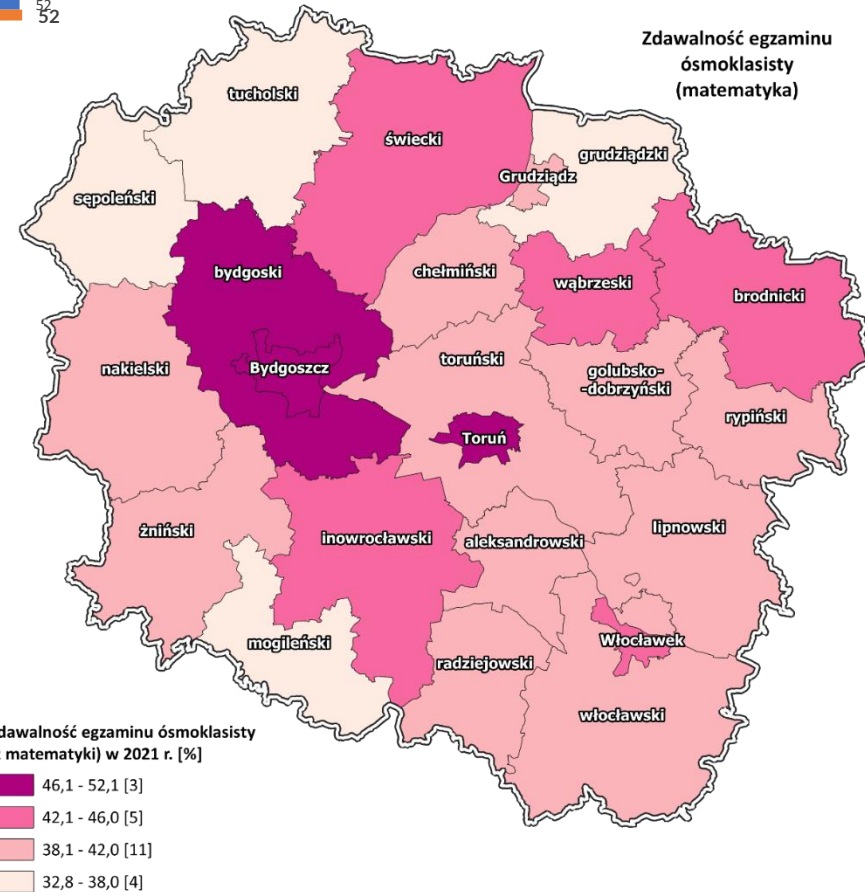 52
52
Zdawalność egzaminu
ósmoklasisty
(matematyka)
tucholski
świecki
grudziądzki
Grudziądz
sępoleński
bydgoski
chełmiński
wąbrzeski
brodnicki
nakielski
Bydgoszcz
toruński
golubsko-
-dobrzyński
rypiński
Toruń
żniński
inowrocławski
aleksandrowski
lipnowski
mogileński
radziejowski
Włocławek
włocławski
dawalność egzaminu ósmoklasisty
matematyki) w 2021 r. [%]
46,1 - 52,1 [3]
42,1 - 46,0 [5]
38,1 - 42,0 [11]
32,8 - 38,0 [4]